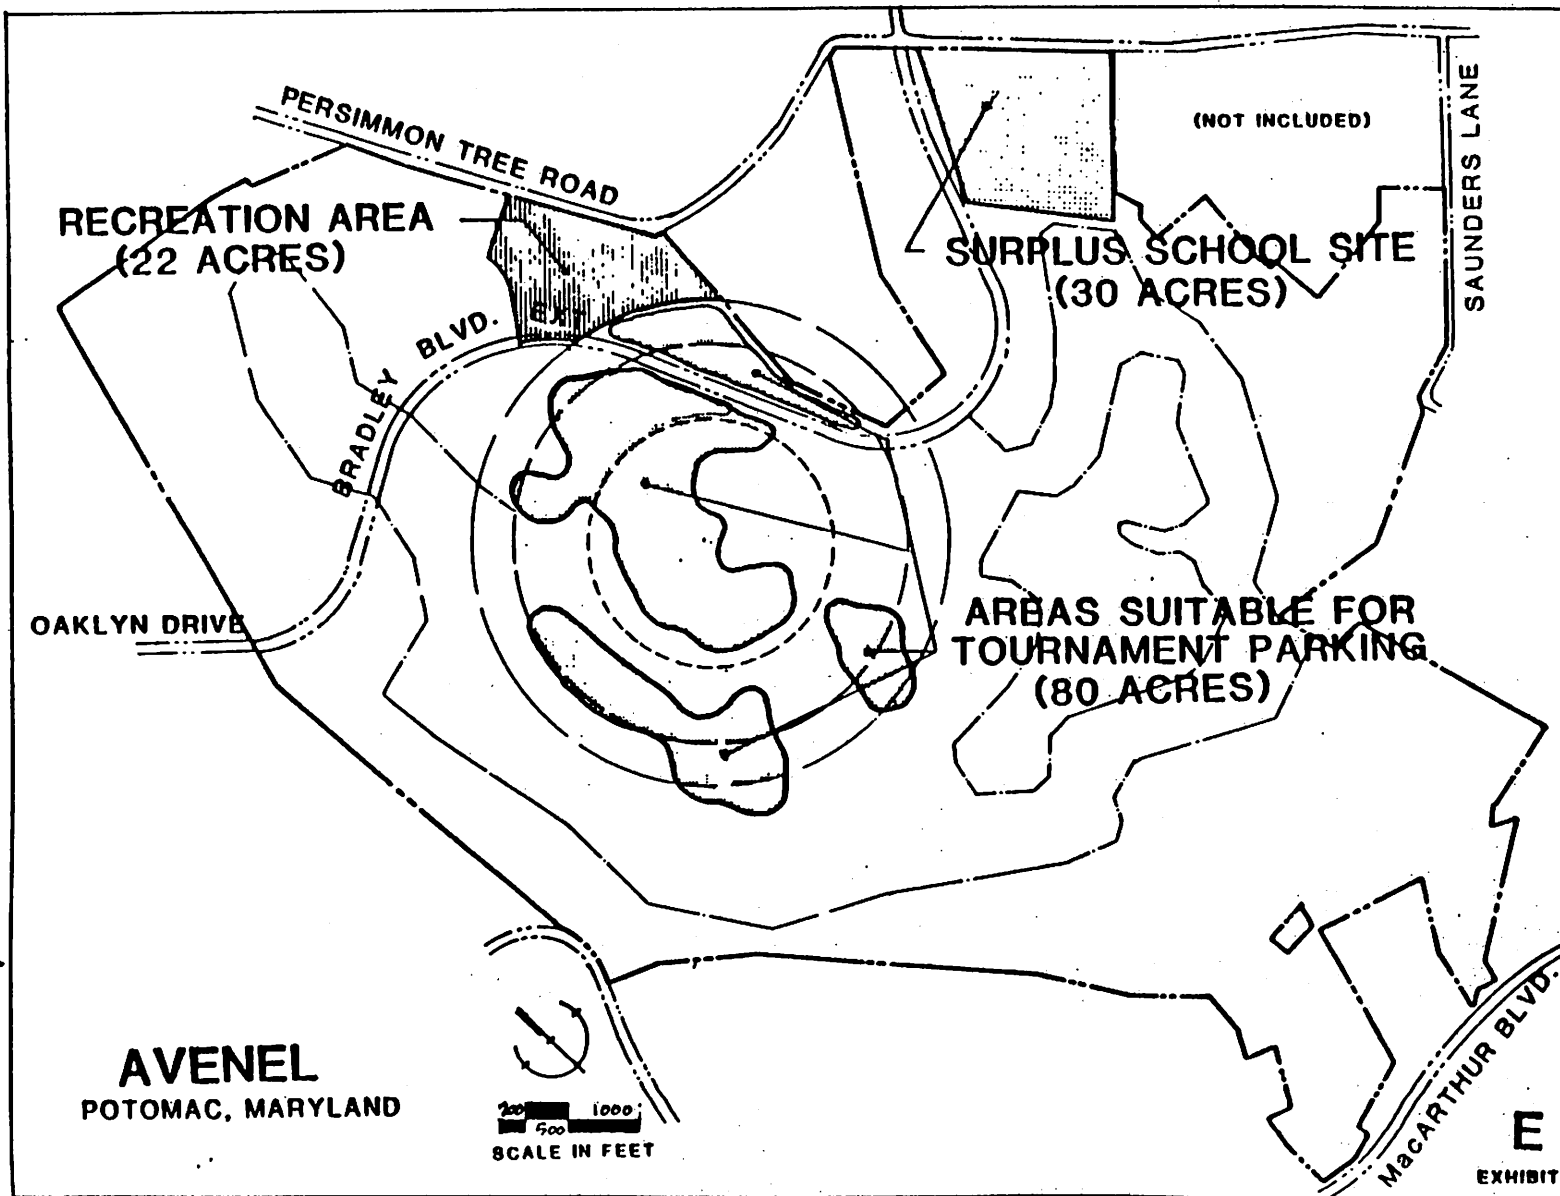 PERSIMMON TREE ROAD
(NOT INCLUDED)
SAUNDERS LANE
RECREATION AREA
(22 ACRES)
SURPLUS SCHOOL SITE
(30 ACRES)
BRADLEY BLVD. EXT.
OAKLYN DRIVE
AREAS SUITABLE FOR
TOURNAMENT PARKING
(80 ACRES)
AVENEL
POTOMAC, MARYLAND
200 1000
500
SCALE IN FEET
MacARTHUR BLVD.
E
EXHIBIT